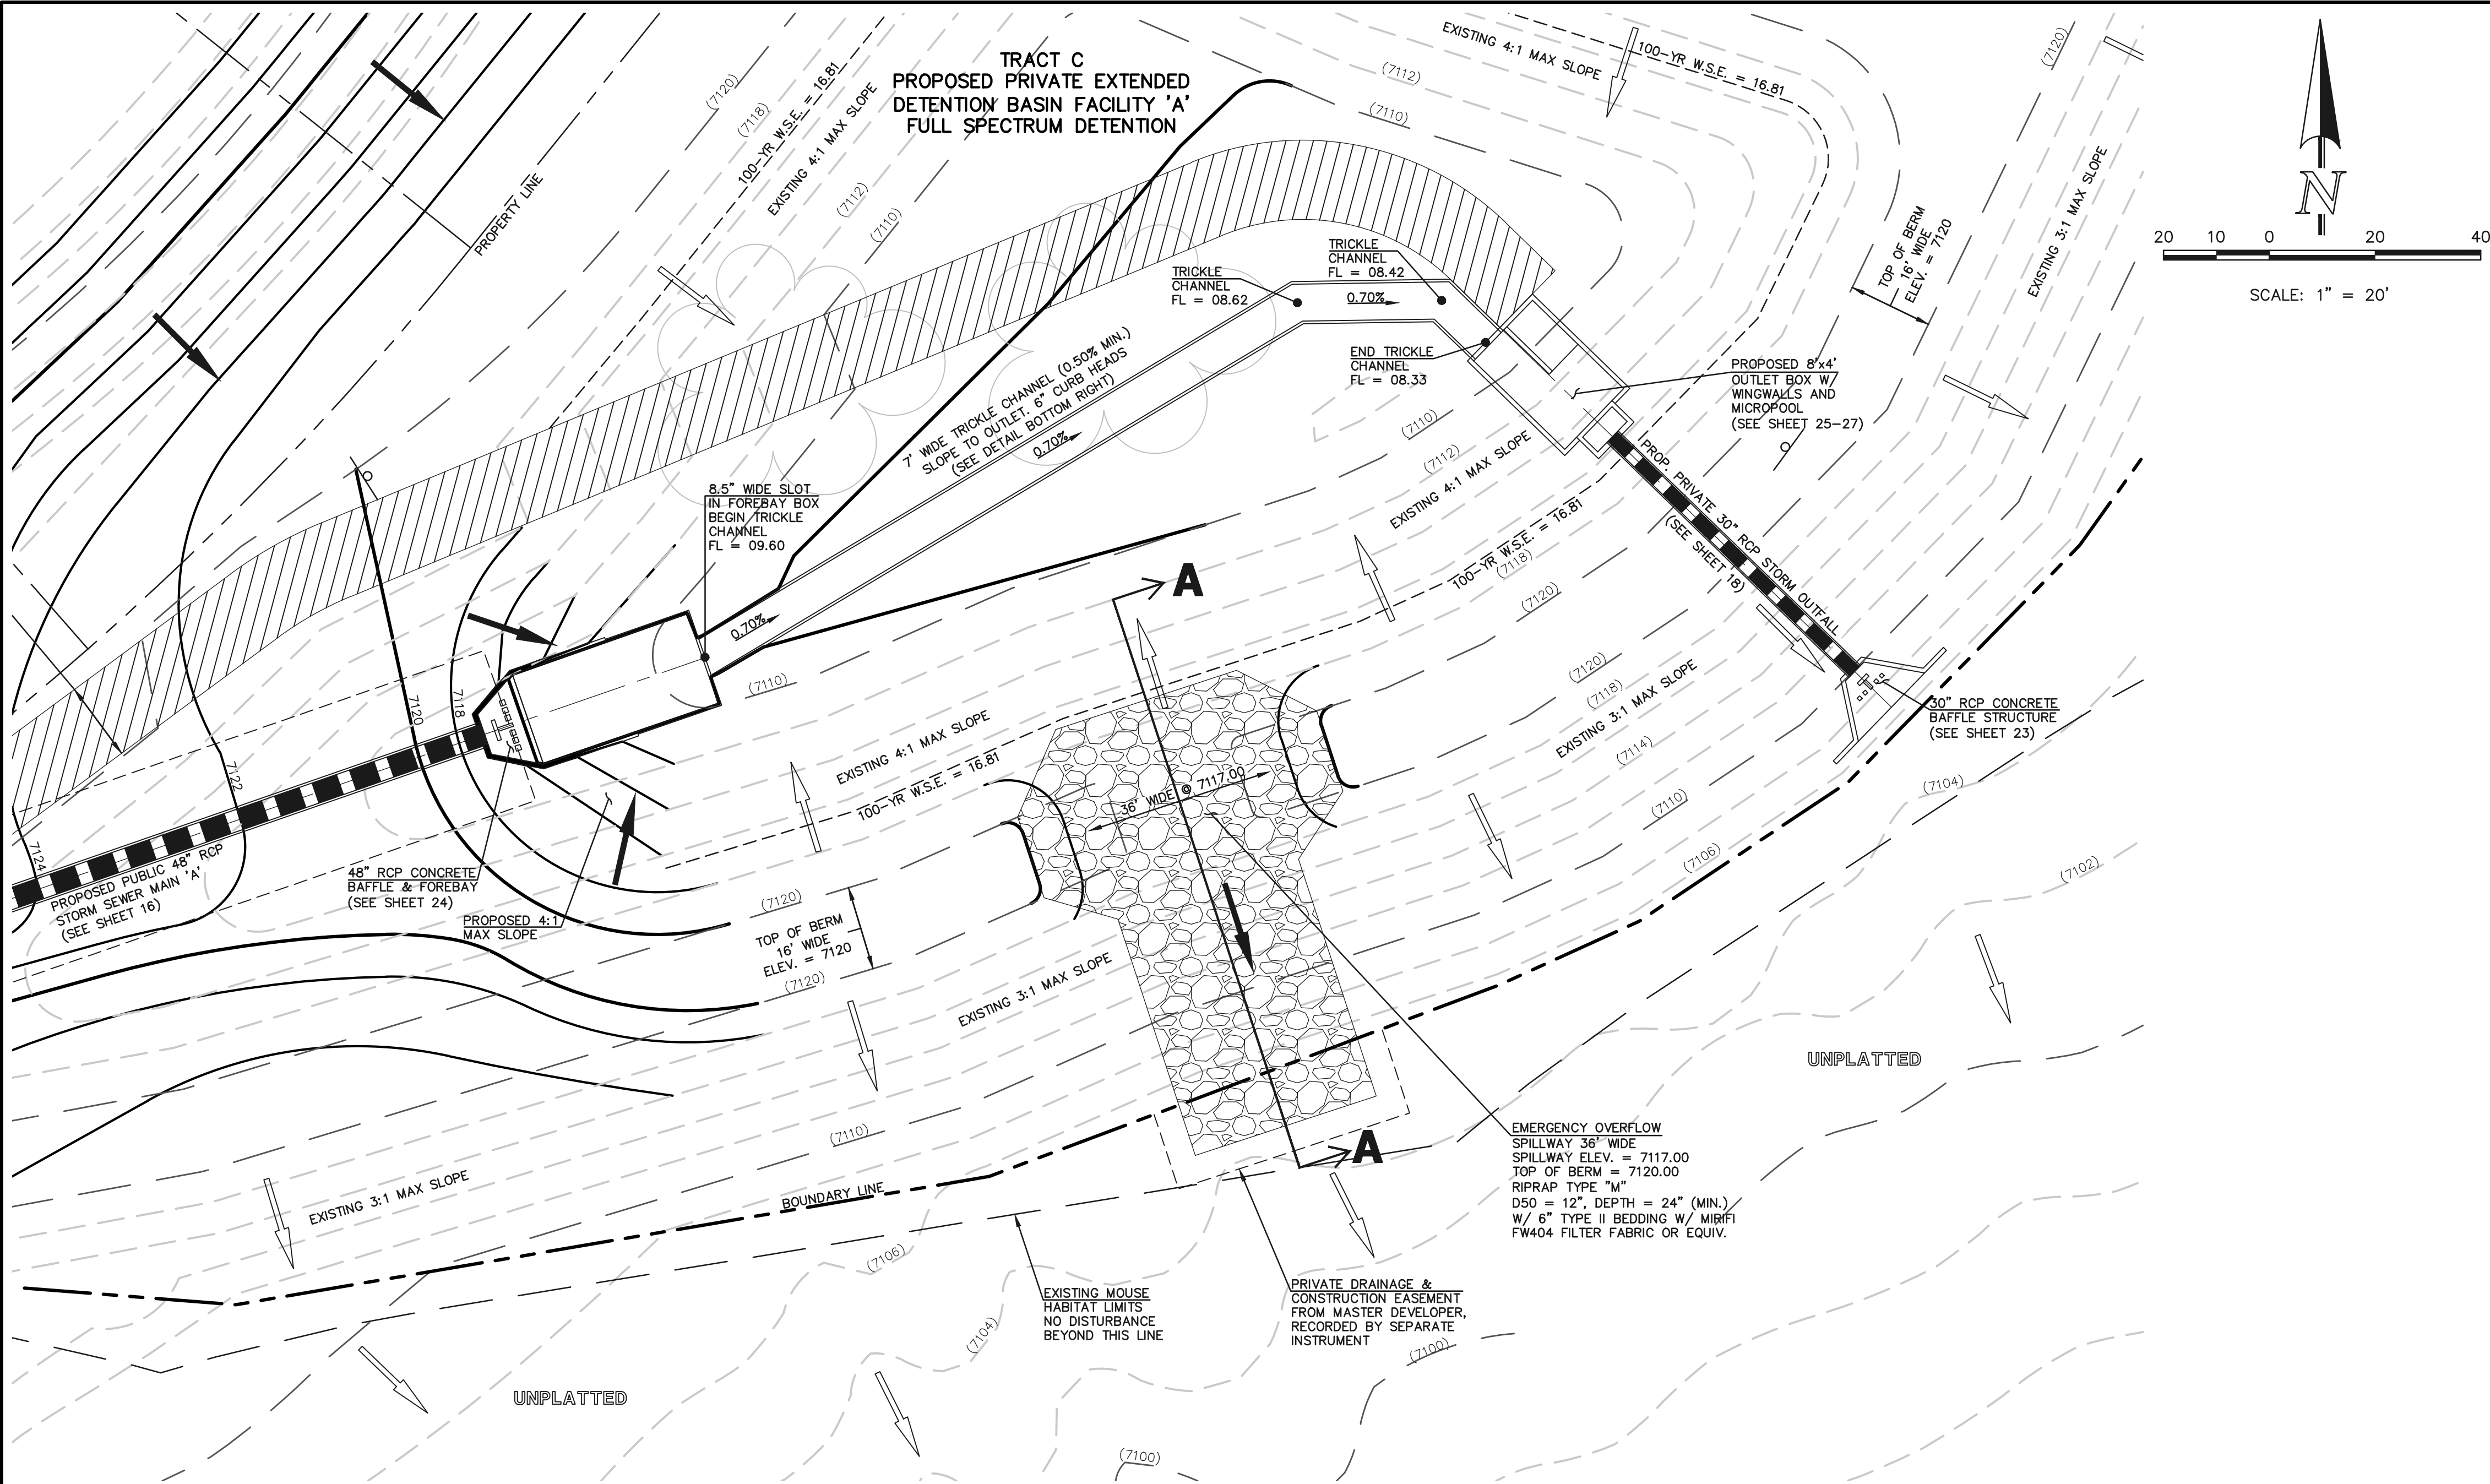 TRACT C
PROPOSED PRIVATE EXTENDED
DETENTION BASIN FACILITY 'A'
FULL SPECTRUM DETENTION
EXISTING 4:1 MAX SLOPE
100-YR W.S.E. = 16.81
(7120)
(7112)
(7110)
(7120)
(7118)
100-YR W.S.E. = 16.81
EXISTING 4:1 MAX SLOPE
(7112)
(7110)
PROPERTY LINE
N
20 10 0 20 40
SCALE: 1" = 20'
TOP OF BERM
16' WIDE
ELEV. = 7120
EXISTING 3:1 MAX SLOPE
TRICKLE
CHANNEL
FL = 08.42
TRICKLE
CHANNEL
FL = 08.62
0.70%
END TRICKLE
CHANNEL
FL = 08.33
PROPOSED 8'x4'
OUTLET BOX W/
WINGWALLS AND
MICROPOOL
(SEE SHEET 25-27)
7' WIDE TRICKLE CHANNEL (0.50% MIN.)
SLOPE TO OUTLET. 6" CURB HEADS
(SEE DETAIL BOTTOM RIGHT)
0.70%
(7110)
(7112)
EXISTING 4:1 MAX SLOPE
100-YR W.S.E. = 16.81
(7118)
(7120)
PROP. PRIVATE 30" RCP STORM OUTFALL
(SEE SHEET 18)
8.5" WIDE SLOT
IN FOREBAY BOX
BEGIN TRICKLE
CHANNEL
FL = 09.60
0.70%
A
(7110)
7120
7118
7122
7124
(7120)
(7118)
EXISTING 3:1 MAX SLOPE
(7114)
(7110)
(7106)
30" RCP CONCRETE
BAFFLE STRUCTURE
(SEE SHEET 23)
(7104)
(7102)
EXISTING 4:1 MAX SLOPE
100-YR W.S.E. = 16.81
36' WIDE @ 7117.00
PROPOSED PUBLIC 48" RCP
STORM SEWER MAIN 'A'
(SEE SHEET 16)
48" RCP CONCRETE
BAFFLE & FOREBAY
(SEE SHEET 24)
PROPOSED 4:1
MAX SLOPE
(7120)
TOP OF BERM
16' WIDE
ELEV. = 7120
(7120)
EXISTING 3:1 MAX SLOPE
UNPLATTED
(7110)
A
EMERGENCY OVERFLOW
SPILLWAY 36' WIDE
SPILLWAY ELEV. = 7117.00
TOP OF BERM = 7120.00
RIPRAP TYPE "M"
D50 = 12", DEPTH = 24" (MIN.)
W/ 6" TYPE II BEDDING W/ MIRIFI
FW404 FILTER FABRIC OR EQUIV.
EXISTING 3:1 MAX SLOPE
BOUNDARY LINE
(7106)
EXISTING MOUSE
HABITAT LIMITS
NO DISTURBANCE
BEYOND THIS LINE
PRIVATE DRAINAGE &
CONSTRUCTION EASEMENT
FROM MASTER DEVELOPER,
RECORDED BY SEPARATE
INSTRUMENT
(7104)
(7100)
UNPLATTED
(7100)